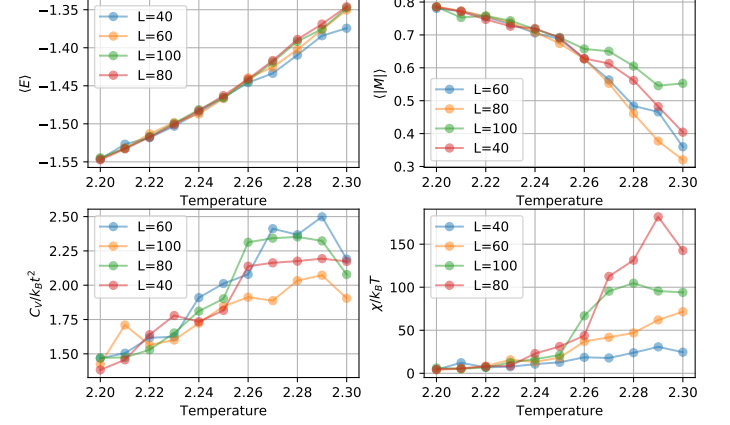 −1.35
−1.40
−1.45
−1.50
−1.55
⟨E⟩
L=40
L=60
L=100
L=80
2.20 2.22 2.24 2.26 2.28 2.30
Temperature
0.8
0.7
0.6
0.5
0.4
0.3
⟨|M|⟩
L=60
L=80
L=100
L=40
2.20 2.22 2.24 2.26 2.28 2.30
Temperature
2.50
2.25
2.00
1.75
1.50
C_V/k_Bt²
L=60
L=100
L=80
L=40
2.20 2.22 2.24 2.26 2.28 2.30
Temperature
150
100
50
0
χ/k_BT
L=40
L=60
L=100
L=80
2.20 2.22 2.24 2.26 2.28 2.30
Temperature